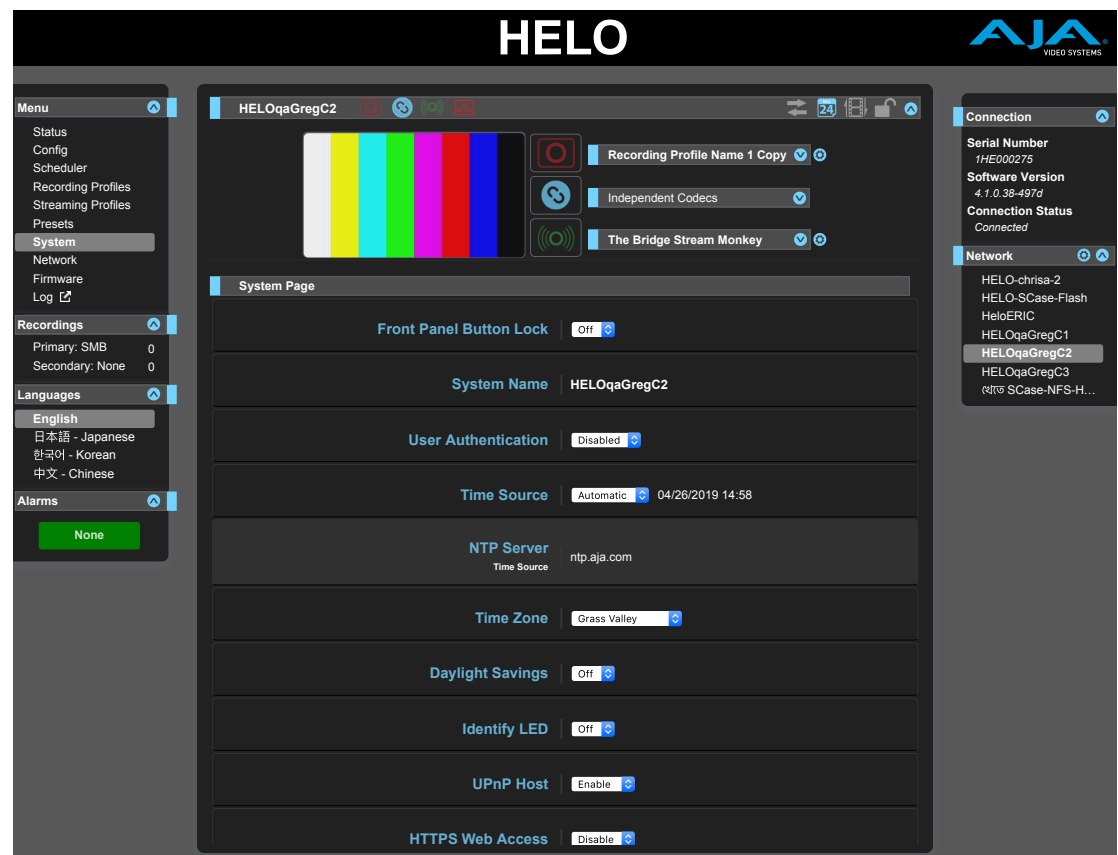 HELO
AJA
VIDEO SYSTEMS
Menu
Status
Config
Scheduler
Recording Profiles
Streaming Profiles
Presets
System
Network
Firmware
Log
Recordings
Primary: SMB 0
Secondary: None 0
Languages
English
日本語 - Japanese
한국어 - Korean
中文 - Chinese
Alarms
None
HELOqaGregC2
24
Recording Profile Name 1 Copy
Independent Codecs
The Bridge Stream Monkey
System Page
Front Panel Button Lock Off
System Name HELOqaGregC2
User Authentication Disabled
Time Source Automatic 04/26/2019 14:58
NTP Server ntp.aja.com
Time Source
Time Zone Grass Valley
Daylight Savings Off
Identify LED Off
UPnP Host Enable
HTTPS Web Access Disable
Connection
Serial Number
1HE000275
Software Version
4.1.0.38-497d
Connection Status
Connected
Network
HELO-chrisa-2
HELO-SCase-Flash
HeloERIC
HELOqaGregC1
HELOqaGregC2
HELOqaGregC3
SCase-NFS-H...